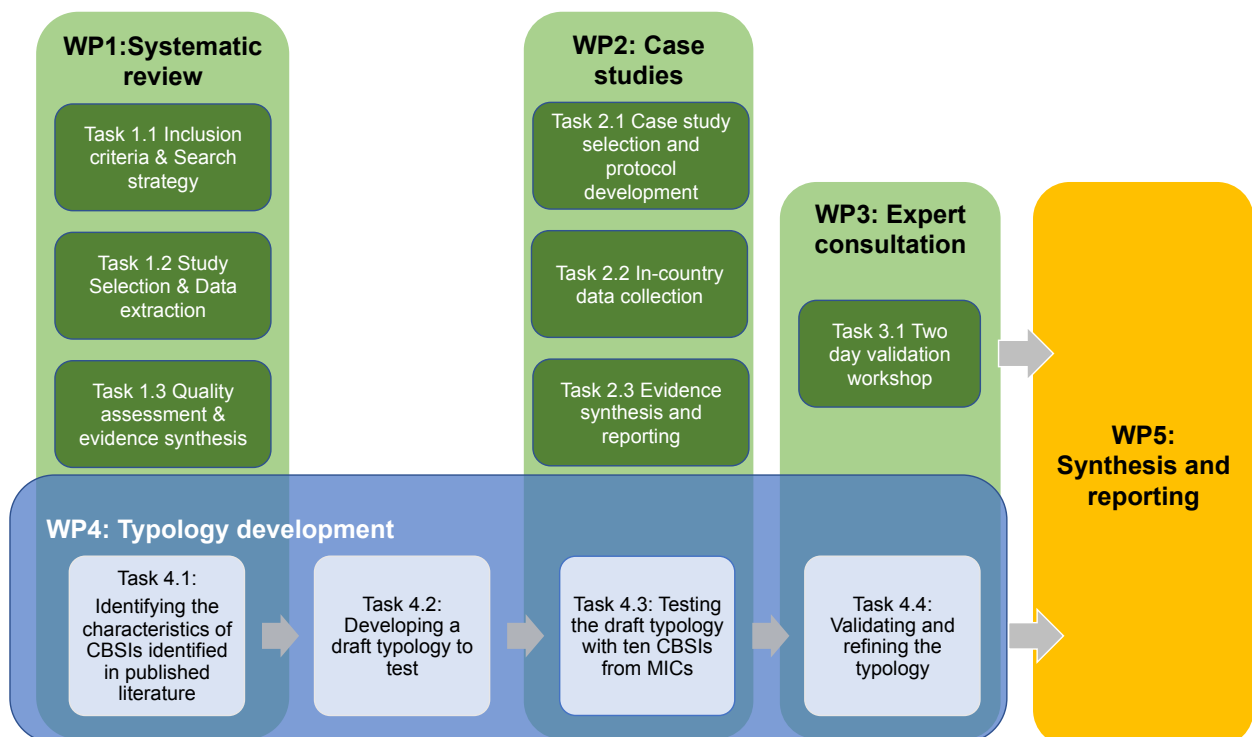 WP1:Systematic
review
Task 1.1 Inclusion
criteria & Search
strategy
Task 1.2 Study
Selection & Data
extraction
Task 1.3 Quality
assessment &
evidence synthesis
WP2: Case
studies
Task 2.1 Case study
selection and
protocol
development
Task 2.2 In-country
data collection
Task 2.3 Evidence
synthesis and
reporting
WP3: Expert
consultation
Task 3.1 Two
day validation
workshop
WP4: Typology development
Task 4.1:
Identifying the
characteristics of
CBSIs identified
in published
literature
Task 4.2:
Developing a
draft typology to
test
Task 4.3: Testing
the draft typology
with ten CBSIs
from MICs
Task 4.4:
Validating and
refining the
typology
WP5:
Synthesis and
reporting